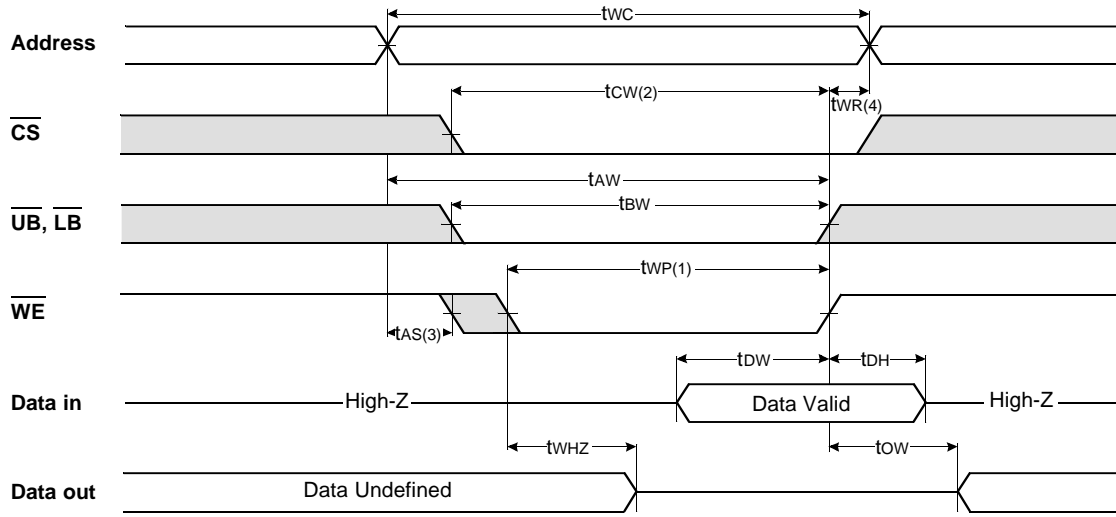 tWC
Address
tCW(2)
tWR(4)
CS
tAW
UB, LB
tBW
tWP(1)
WE
tAS(3)
tDW
tDH
Data in
High-Z
Data Valid
High-Z
tWHZ
tOW
Data out
Data Undefined